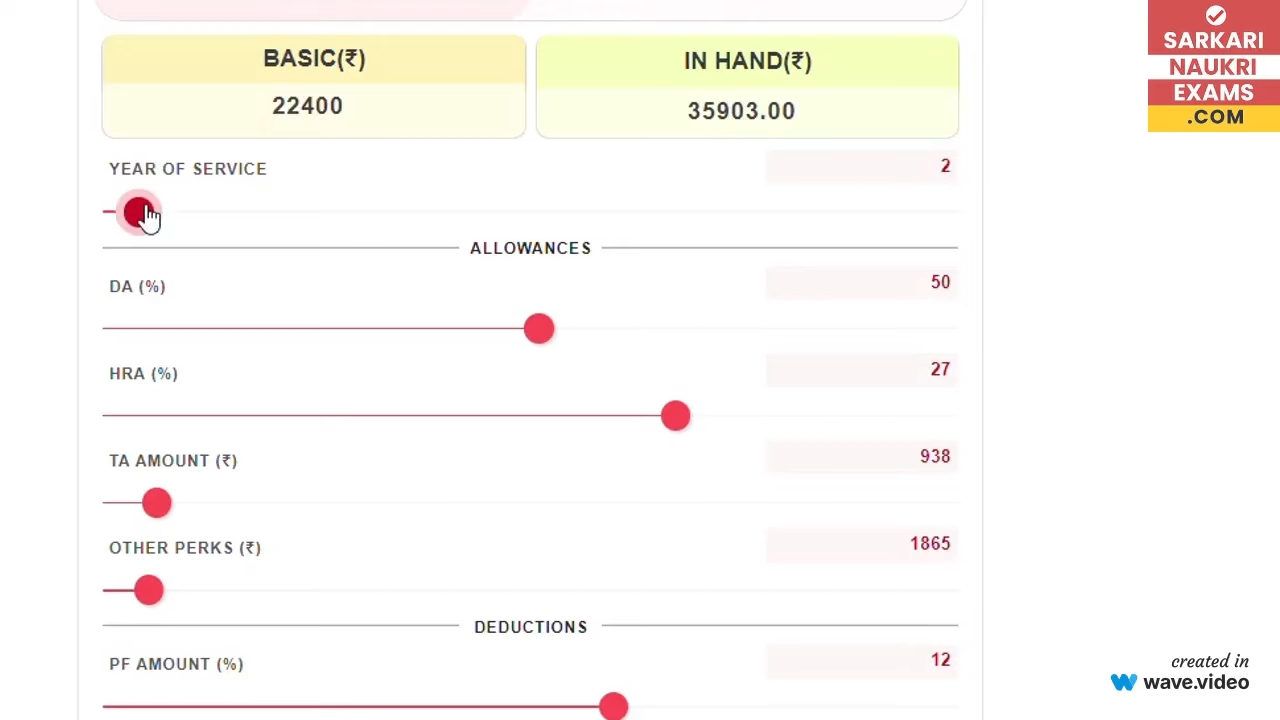 SARKARI
NAUKRI
EXAMS
.COM
BASIC(₹)
22400
IN HAND(₹)
35903.00
YEAR OF SERVICE
2
ALLOWANCES
DA (%)
50
HRA (%)
27
TA AMOUNT (₹)
938
OTHER PERKS (₹)
1865
DEDUCTIONS
PF AMOUNT (%)
12
created in
wave.video